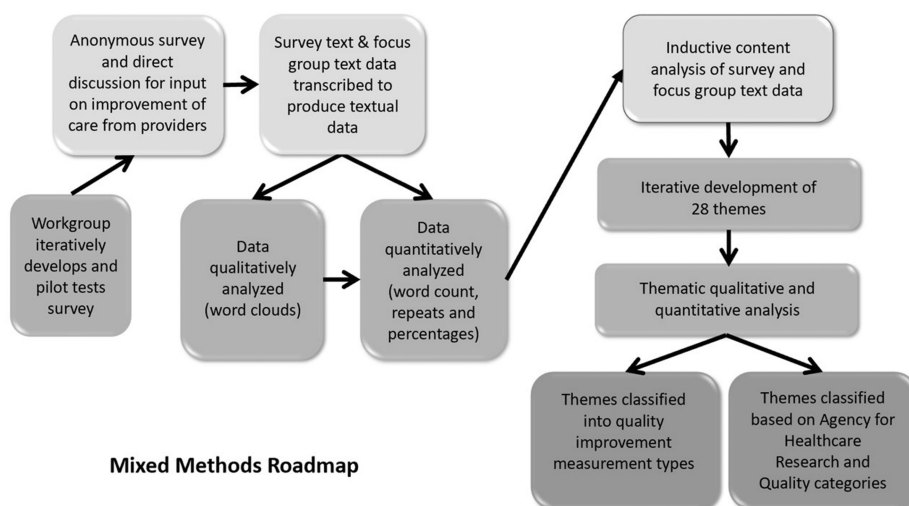 Anonymous survey
and direct
discussion for input
on improvement of
care from providers
Survey text & focus
group text data
transcribed to
produce textual
data
Workgroup
iteratively
develops and
pilot tests
survey
Data
qualitatively
analyzed
(word clouds)
Data
quantitatively
analyzed
(word count,
repeats and
percentages)
Inductive content
analysis of survey and
focus group text data
Iterative development of
28 themes
Thematic qualitative and
quantitative analysis
Themes classified
into quality
improvement
measurement types
Themes classified
based on Agency for
Healthcare
Research and
Quality categories
Mixed Methods Roadmap